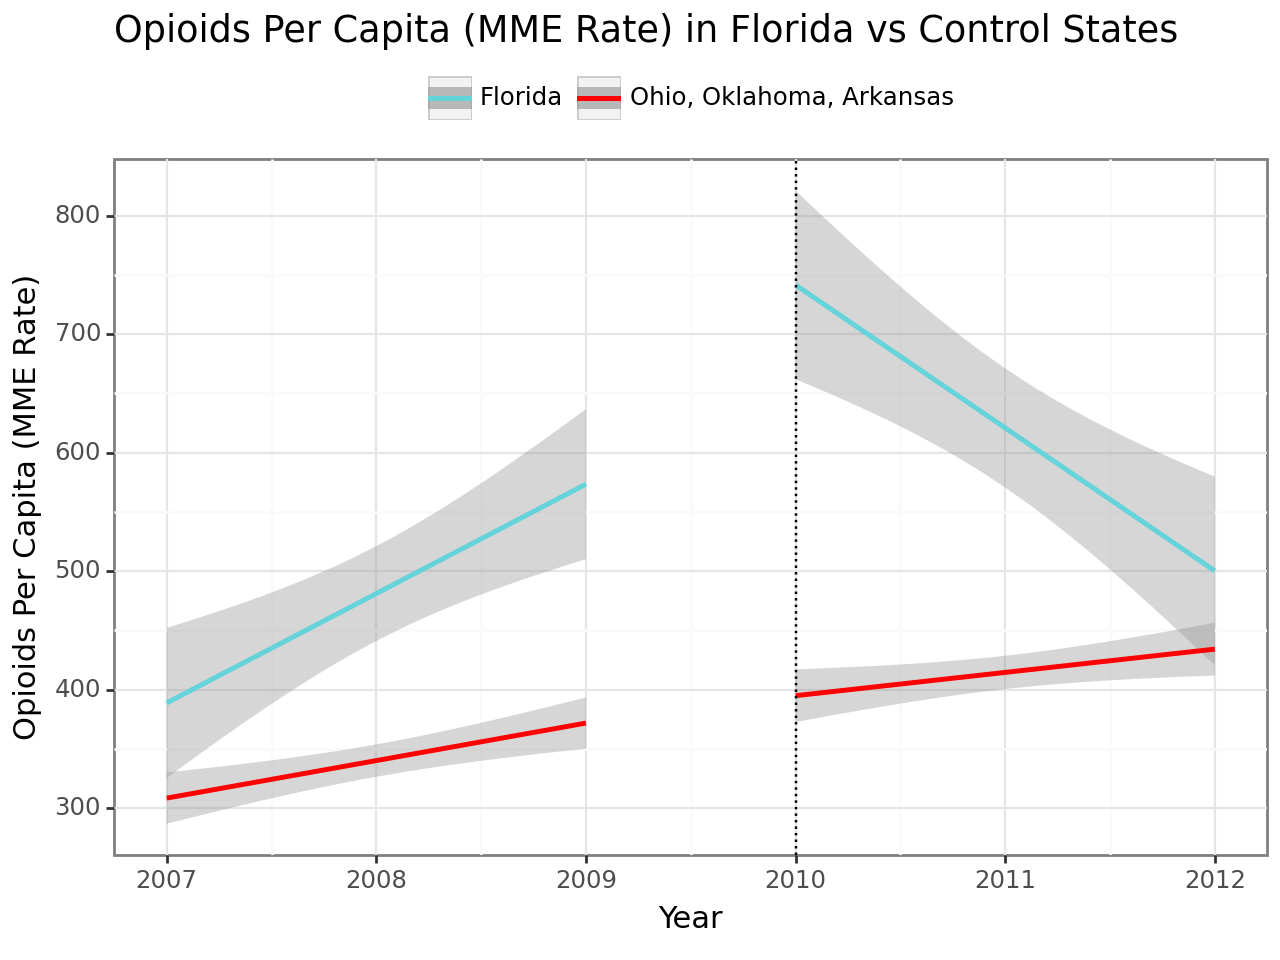 Opioids Per Capita (MME Rate) in Florida vs Control States
Florida
Ohio, Oklahoma, Arkansas
Opioids Per Capita (MME Rate)
800
700
600
500
400
300
2007
2008
2009
2010
2011
2012
Year